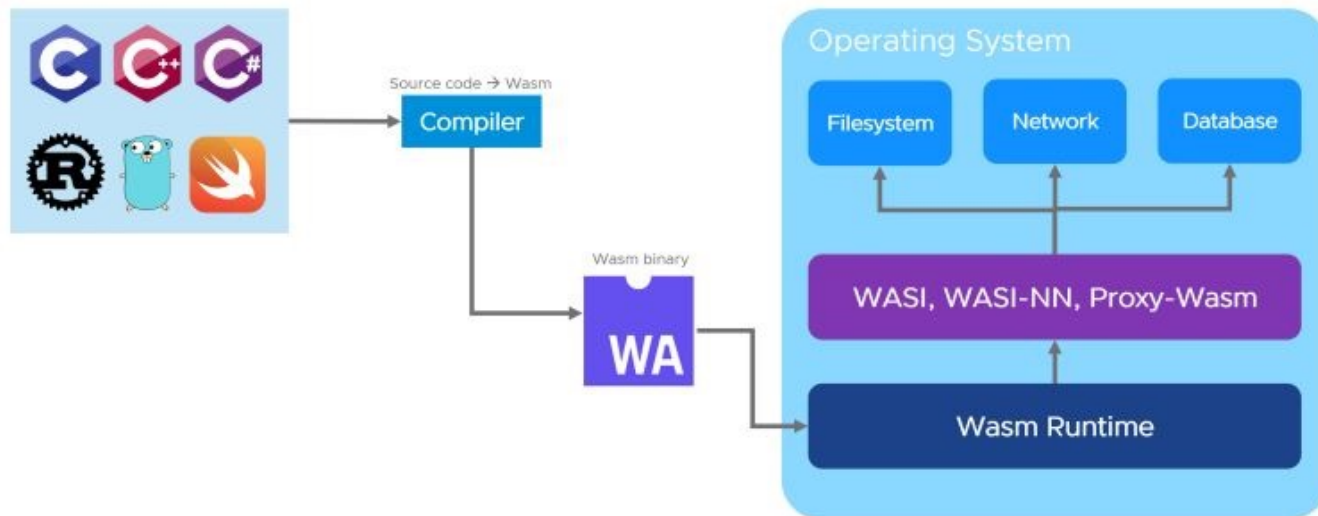 C
C++
C#
R
Source code → Wasm
Compiler
Wasm binary
WA
Operating System
Filesystem
Network
Database
WASI, WASI-NN, Proxy-Wasm
Wasm Runtime